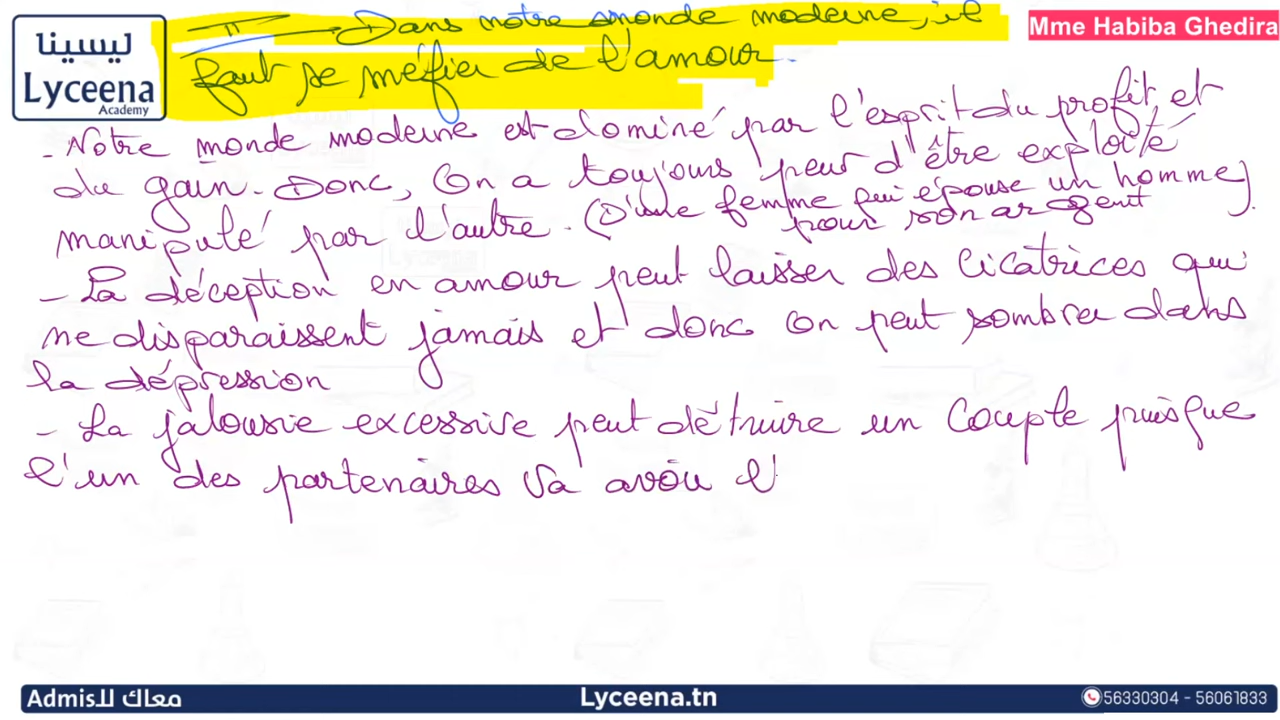 ليسينا
Lyceena
Academy
Mme Habiba Ghedira
II → Dans notre monde moderne, il
faut se méfier de l'amour.
- Notre monde moderne est dominé par l'esprit du profit et
du gain. Donc, on a toujours peur d'être exploité,
manipulé par l'autre. (D'une femme qui épouse un homme
pour son argent).
- La déception en amour peut laisser des cicatrices qui
ne disparaissent jamais et donc on peut sombrer dans
la dépression
- La jalousie excessive peut détruire un couple puisque
l'un des partenaires va avoir l'
Admis معاك لل
Lyceena.tn
56330304 - 56061833